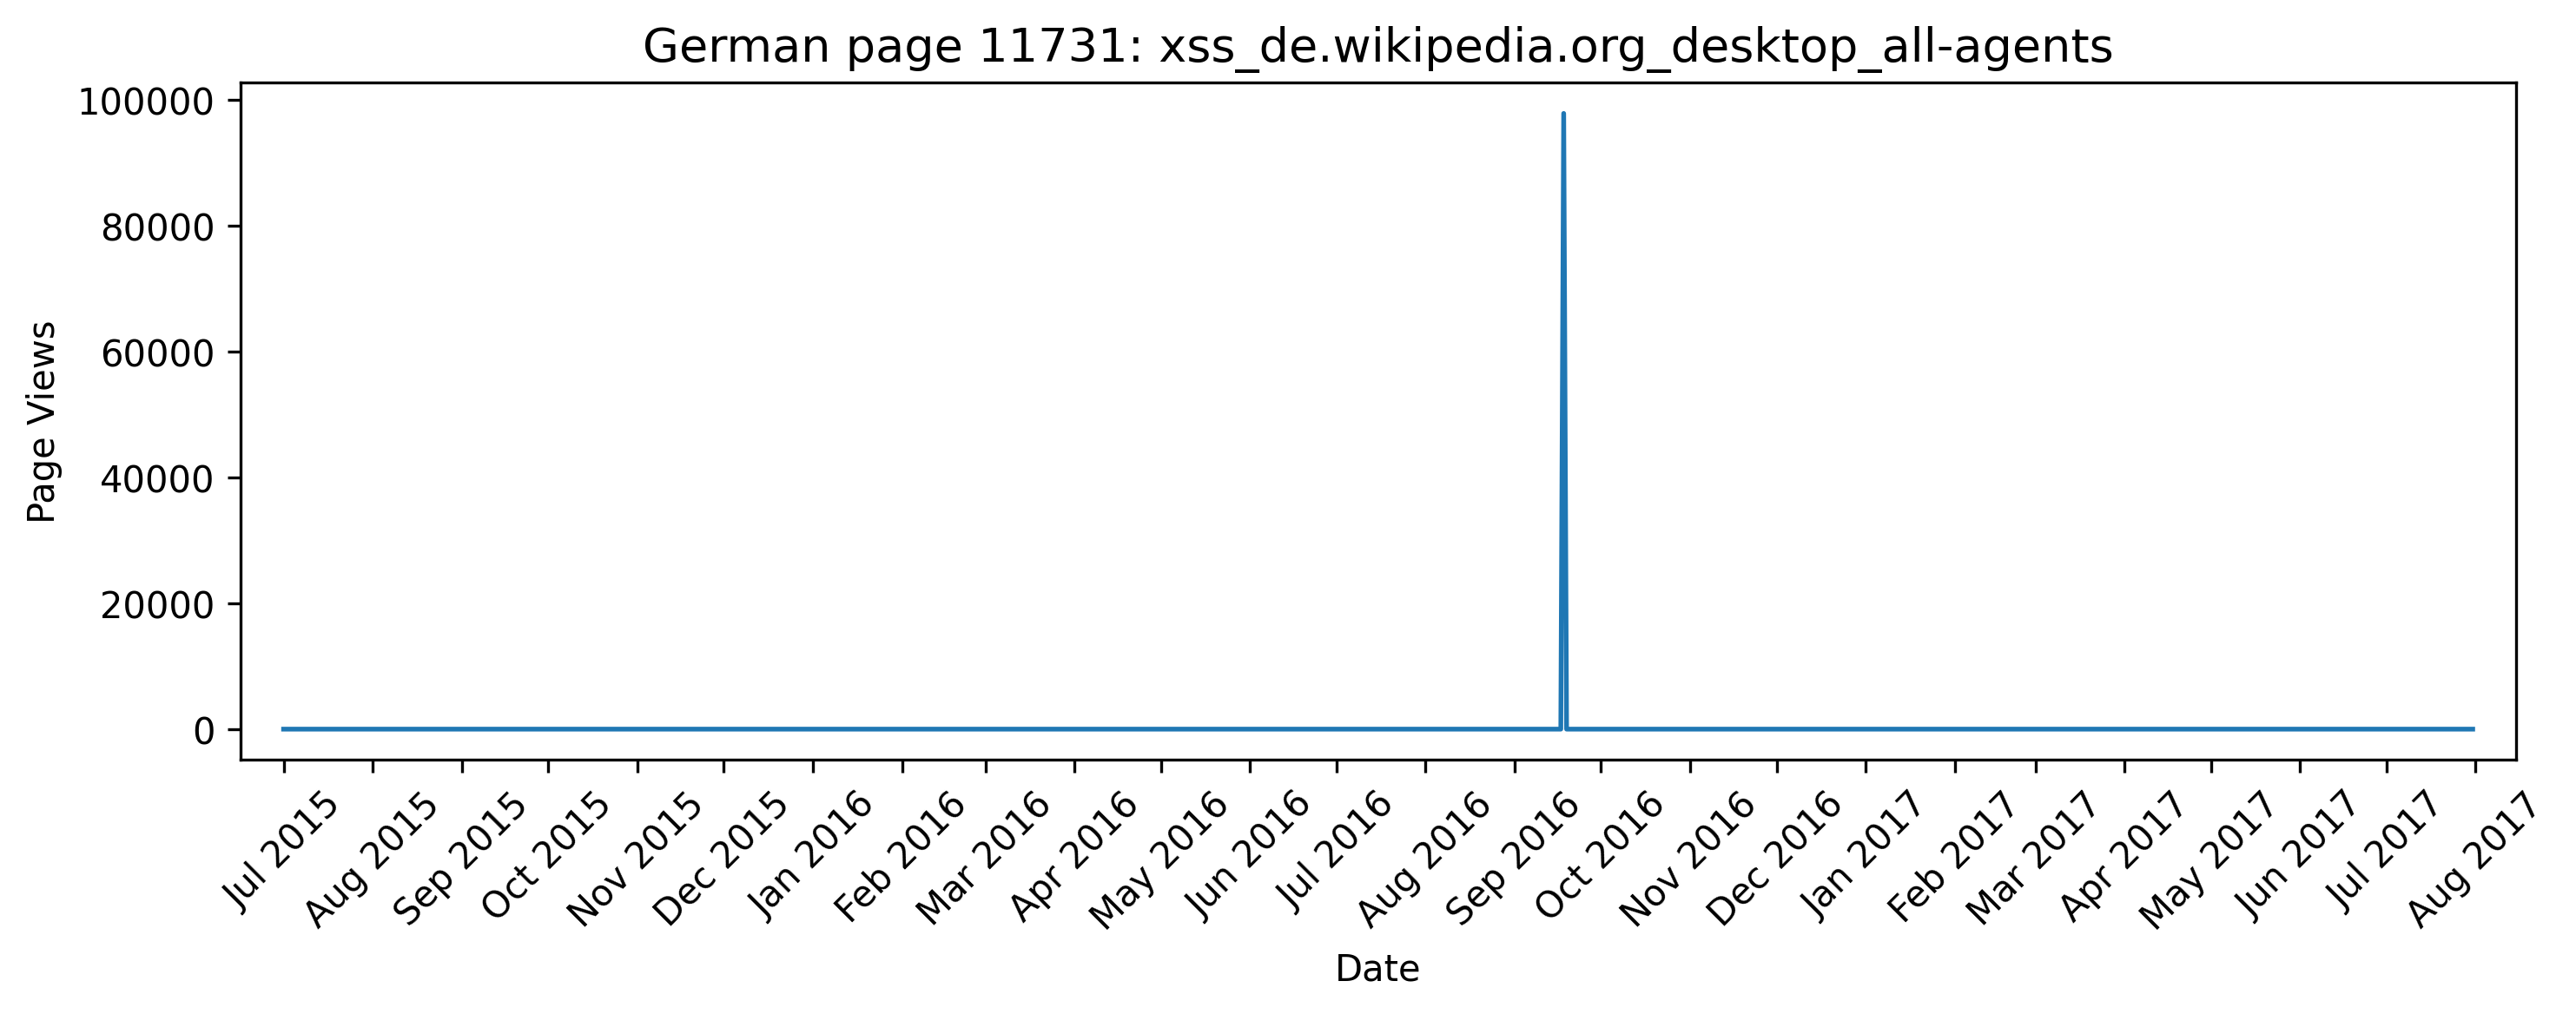 German page 11731: xss_de.wikipedia.org_desktop_all-agents
100000
80000
60000
40000
20000
0
Page Views
Jul 2015
Aug 2015
Sep 2015
Oct 2015
Nov 2015
Dec 2015
Jan 2016
Feb 2016
Mar 2016
Apr 2016
May 2016
Jun 2016
Jul 2016
Aug 2016
Sep 2016
Oct 2016
Nov 2016
Dec 2016
Jan 2017
Feb 2017
Mar 2017
Apr 2017
May 2017
Jun 2017
Jul 2017
Aug 2017
Date